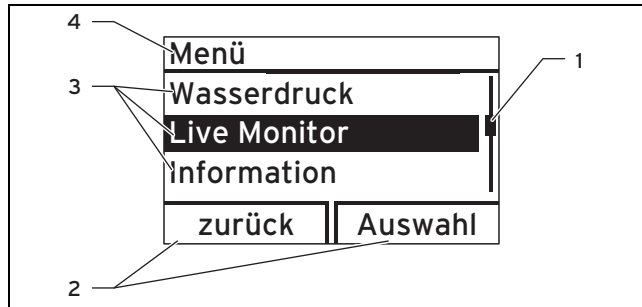 4
Menü
1
3
Wasserdruck
Live Monitor
Information
zurück Auswahl
2